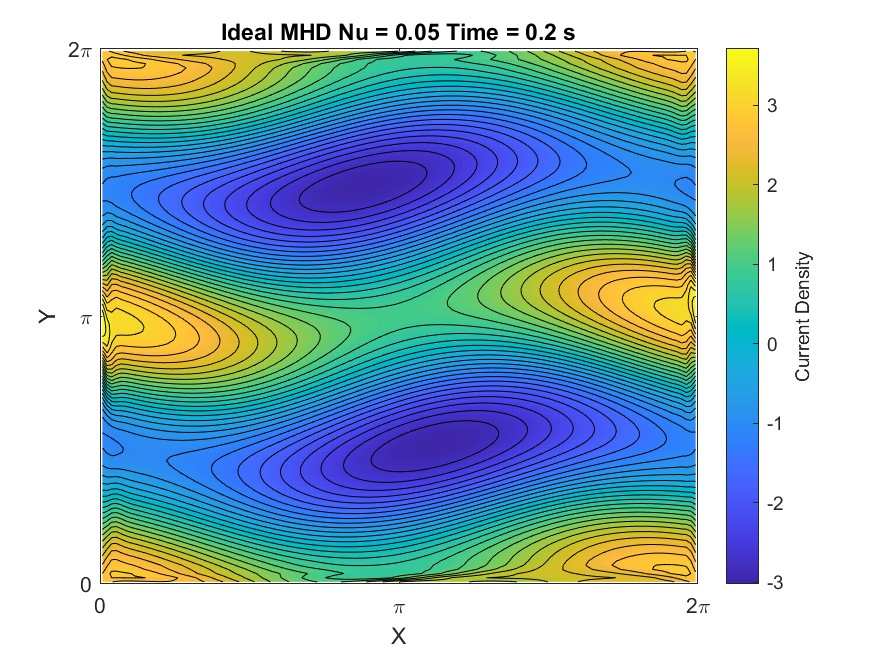 Ideal MHD Nu = 0.05 Time = 0.2 s
2π
π
0
Y
0
π
2π
X
3
2
1
0
-1
-2
-3
Current Density